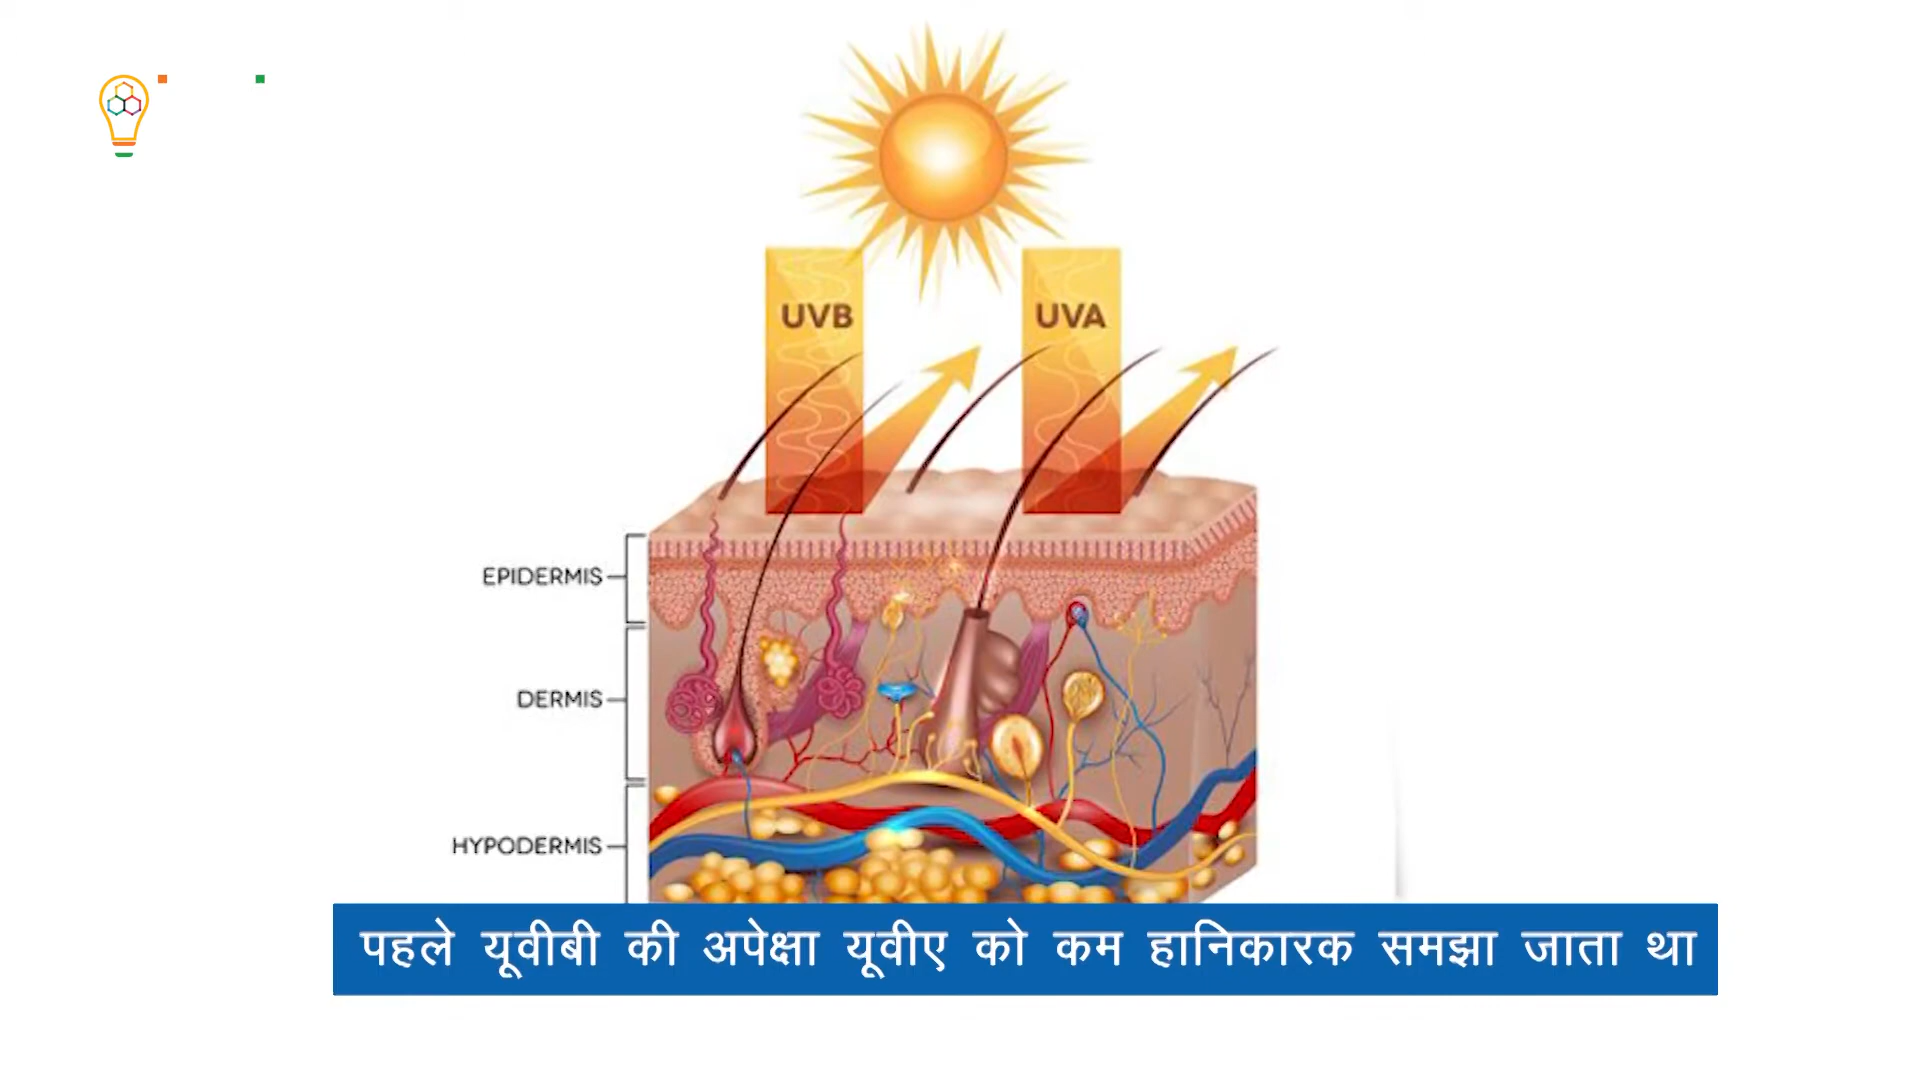 UVB
UVA
EPIDERMIS
DERMIS
HYPODERMIS
पहले यूवीबी की अपेक्षा यूवीए को कम हानिकारक समझा जाता था